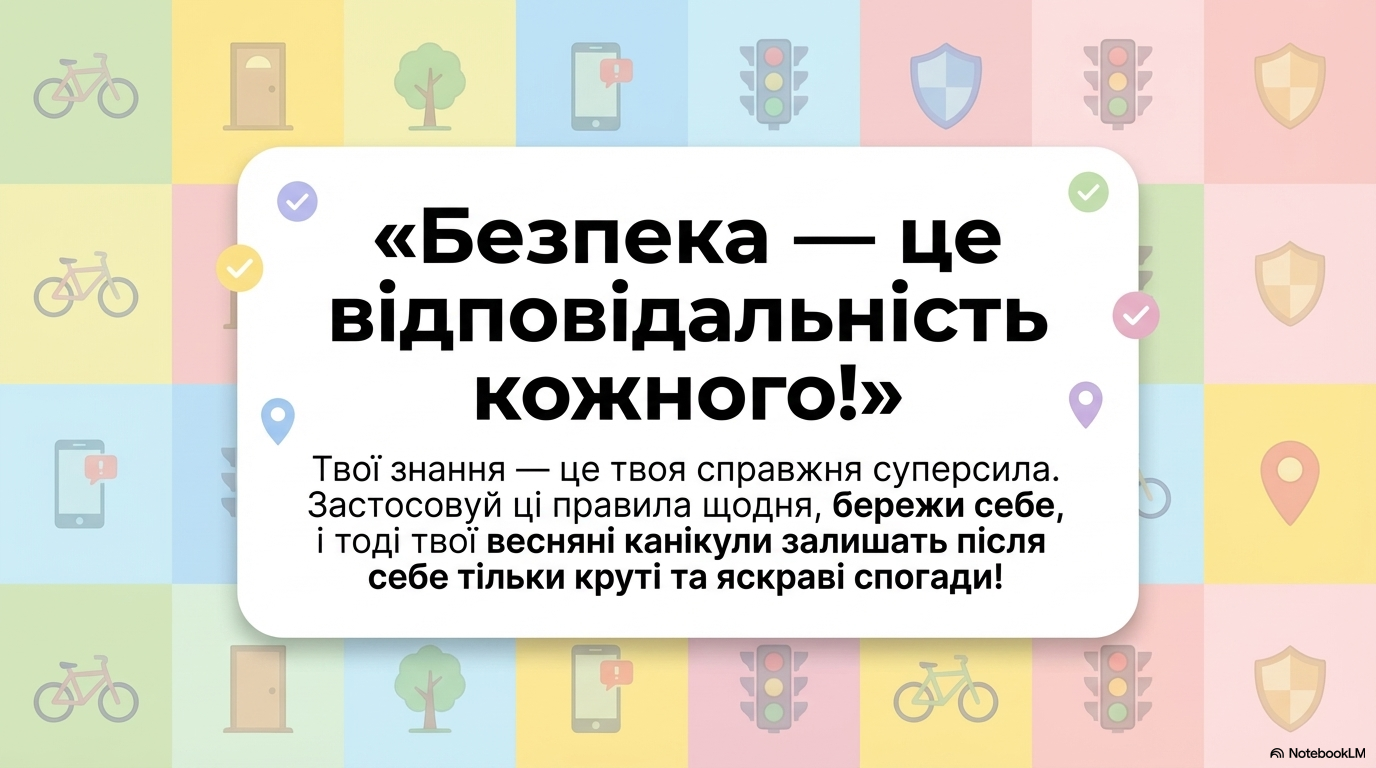 «Безпека — це
відповідальність
кожного!»
Твої знання — це твоя справжня суперсила.
Застосовуй ці правила щодня, бережи себе,
і тоді твої весняні канікули залишать після
себе тільки круті та яскраві спогади!
NotebookLM